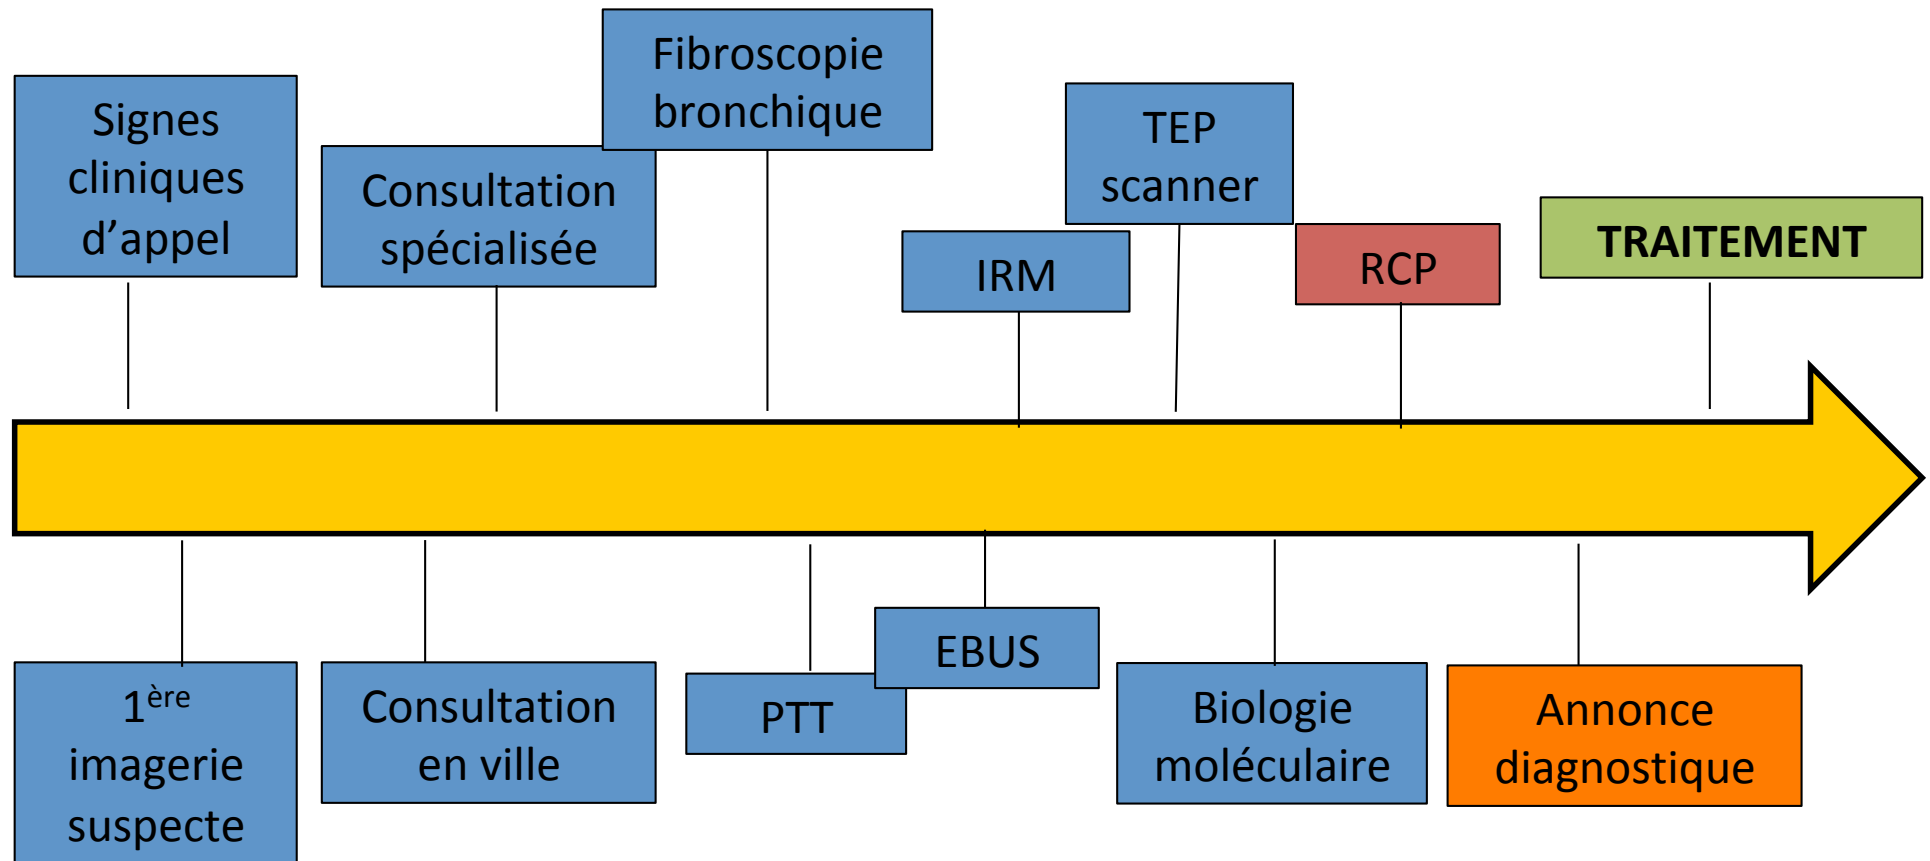 Signes
cliniques
d’appel
Consultation
spécialisée
Fibroscopie
bronchique
IRM
TEP
scanner
RCP
TRAITEMENT
1ère
imagerie
suspecte
Consultation
en ville
PTT
EBUS
Biologie
moléculaire
Annonce
diagnostique